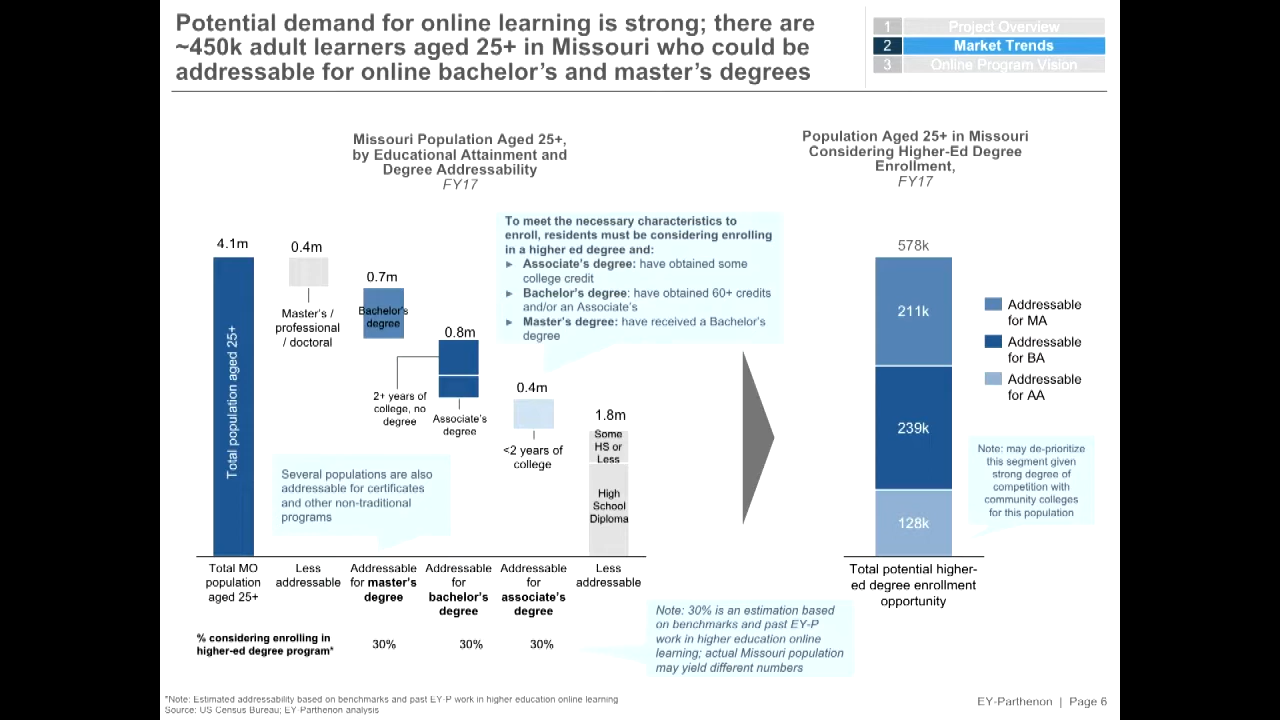 Potential demand for online learning is strong; there are
~450k adult learners aged 25+ in Missouri who could be
addressable for online bachelor's and master's degrees
1 Project Overview
2 Market Trends
3 Online Program Vision
Missouri Population Aged 25+,
by Educational Attainment and
Degree Addressability
FY17
Population Aged 25+ in Missouri
Considering Higher-Ed Degree
Enrollment,
FY17
To meet the necessary characteristics to
enroll, residents must be considering enrolling
in a higher ed degree and:
► Associate's degree: have obtained some
college credit
► Bachelor's degree: have obtained 60+ credits
and/or an Associate's
► Master's degree: have received a Bachelor's
degree
4.1m
Total population aged 25+
0.4m
Master's /
professional
/ doctoral
0.7m
Bachelor's
degree
0.8m
2+ years of
college, no
degree
Associate's
degree
0.4m
<2 years of
college
1.8m
Some
HS or
Less
High
School
Diploma
Several populations are also
addressable for certificates
and other non-traditional
programs
Total MO
population
aged 25+
Less
addressable
Addressable
for master's
degree
Addressable
for
bachelor's
degree
Addressable
for
associate's
degree
Less
addressable
% considering enrolling in
higher-ed degree program*
30%
30%
30%
Note: 30% is an estimation based
on benchmarks and past EY-P
work in higher education online
learning; actual Missouri population
may yield different numbers
578k
211k
239k
128k
Addressable
for MA
Addressable
for BA
Addressable
for AA
Note: may de-prioritize
this segment given
strong degree of
competition with
community colleges
for this population
Total potential higher-
ed degree enrollment
opportunity
*Note: Estimated addressability based on benchmarks and past EY-P work in higher education online learning
Source: US Census Bureau; EY-Parthenon analysis
EY-Parthenon | Page 6